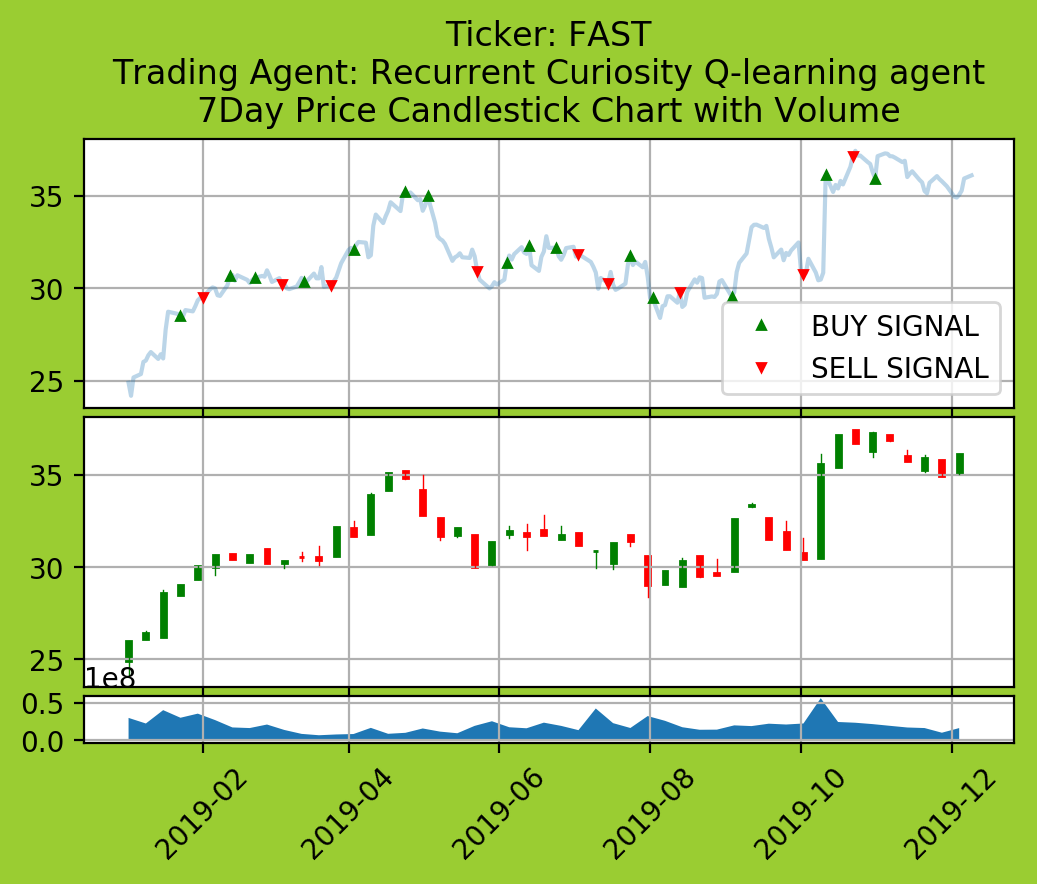 Ticker: FAST
Trading Agent: Recurrent Curiosity Q-learning agent
7Day Price Candlestick Chart with Volume
35
30
25
BUY SIGNAL
SELL SIGNAL
35
30
25
1e8
0.5
0.0
2019-02
2019-04
2019-06
2019-08
2019-10
2019-12